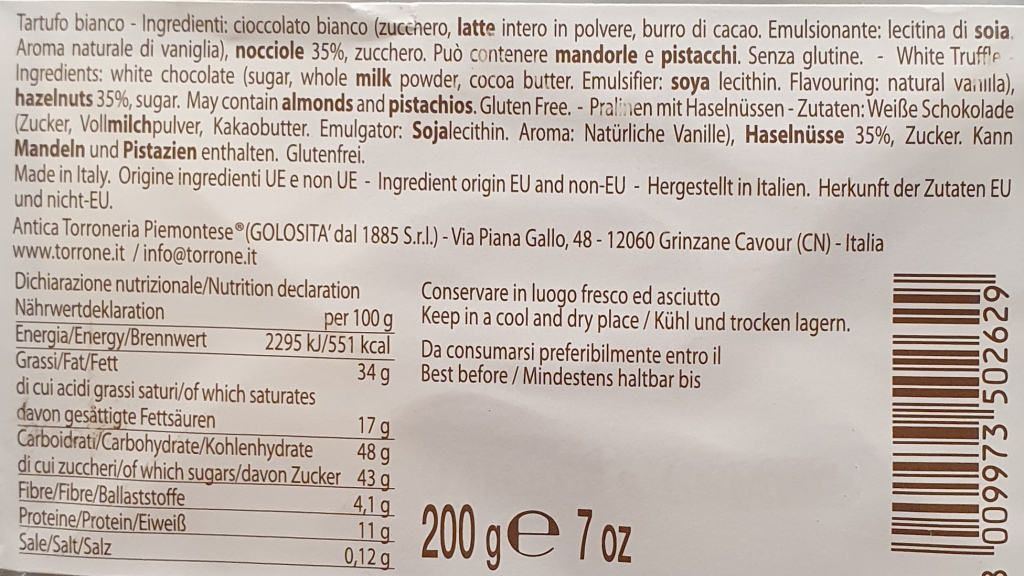 Tartufo bianco - Ingredienti: cioccolato bianco (zucchero, latte intero in polvere, burro di cacao. Emulsionante: lecitina di soia.
Aroma naturale di vaniglia), nocciole 35%, zucchero. Può contenere mandorle e pistacchi. Senza glutine. - White Truffle -
Ingredients: white chocolate (sugar, whole milk powder, cocoa butter. Emulsifier: soya lecithin. Flavouring: natural vanilla),
hazelnuts 35%, sugar. May contain almonds and pistachios. Gluten Free. - Pralinen mit Haselnüssen - Zutaten: Weiße Schokolade
(Zucker, Vollmilchpulver, Kakaobutter. Emulgator: Sojalecithin. Aroma: Natürliche Vanille), Haselnüsse 35%, Zucker. Kann
Mandeln und Pistazien enthalten. Glutenfrei.
Made in Italy. Origine ingredienti UE e non UE - Ingredient origin EU and non-EU - Hergestellt in Italien. Herkunft der Zutaten EU
und nicht-EU.
Antica Torroneria Piemontese® (GOLOSITA' dal 1885 S.r.l.) - Via Piana Gallo, 48 - 12060 Grinzane Cavour (CN) - Italia
www.torrone.it / info@torrone.it
Dichiarazione nutrizionale/Nutrition declaration
Nährwertdeklaration
per 100 g
Energia/Energy/Brennwert 2295 kJ/551 kcal
Grassi/Fat/Fett 34 g
di cui acidi grassi saturi/of which saturates
davon gesättigte Fettsäuren 17 g
Carboidrati/Carbohydrate/Kohlenhydrate 48 g
di cui zuccheri/of which sugars/davon Zucker 43 g
Fibre/Fibre/Ballaststoffe 4,1 g
Proteine/Protein/Eiweiß 11 g
Sale/Salt/Salz 0,12 g
Conservare in luogo fresco ed asciutto
Keep in a cool and dry place / Kühl und trocken lagern.
Da consumarsi preferibilmente entro il
Best before / Mindestens haltbar bis
200 g e 7 oz
8 009973 502629